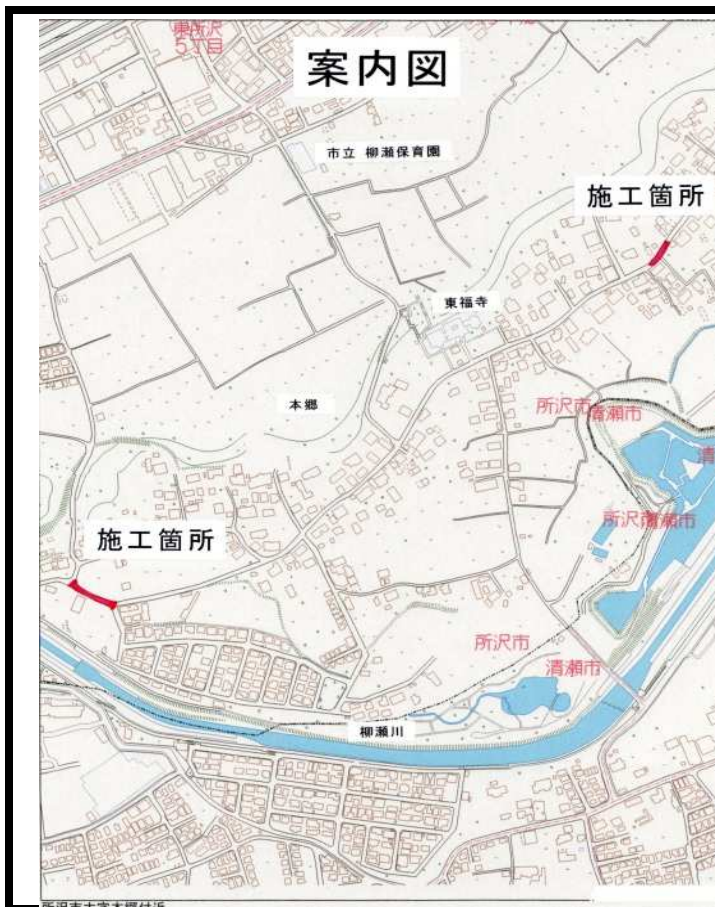 東所沢
5丁目
案内図
市立 柳瀬保育園
施工箇所
東福寺
本郷
所沢市
清瀬市
清
所沢市
清瀬市
施工箇所
所沢市
清瀬市
柳瀬川